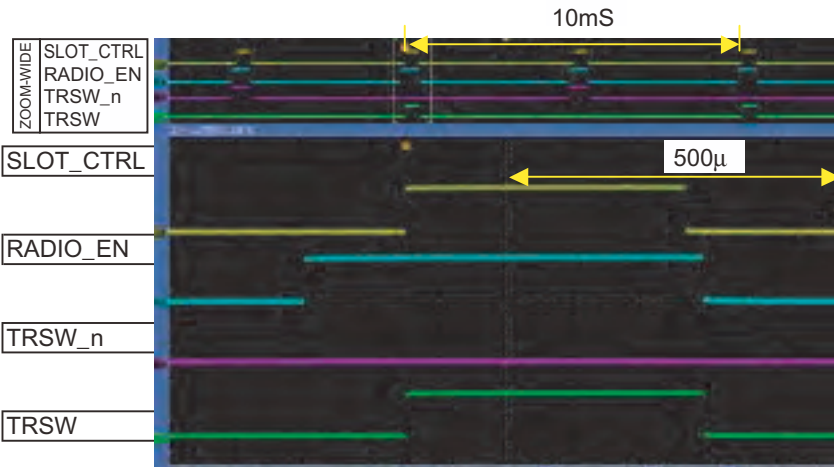 10mS
ZOOM-WIDE
SLOT_CTRL
RADIO_EN
TRSW_n
TRSW
SLOT_CTRL
500μ
RADIO_EN
TRSW_n
TRSW